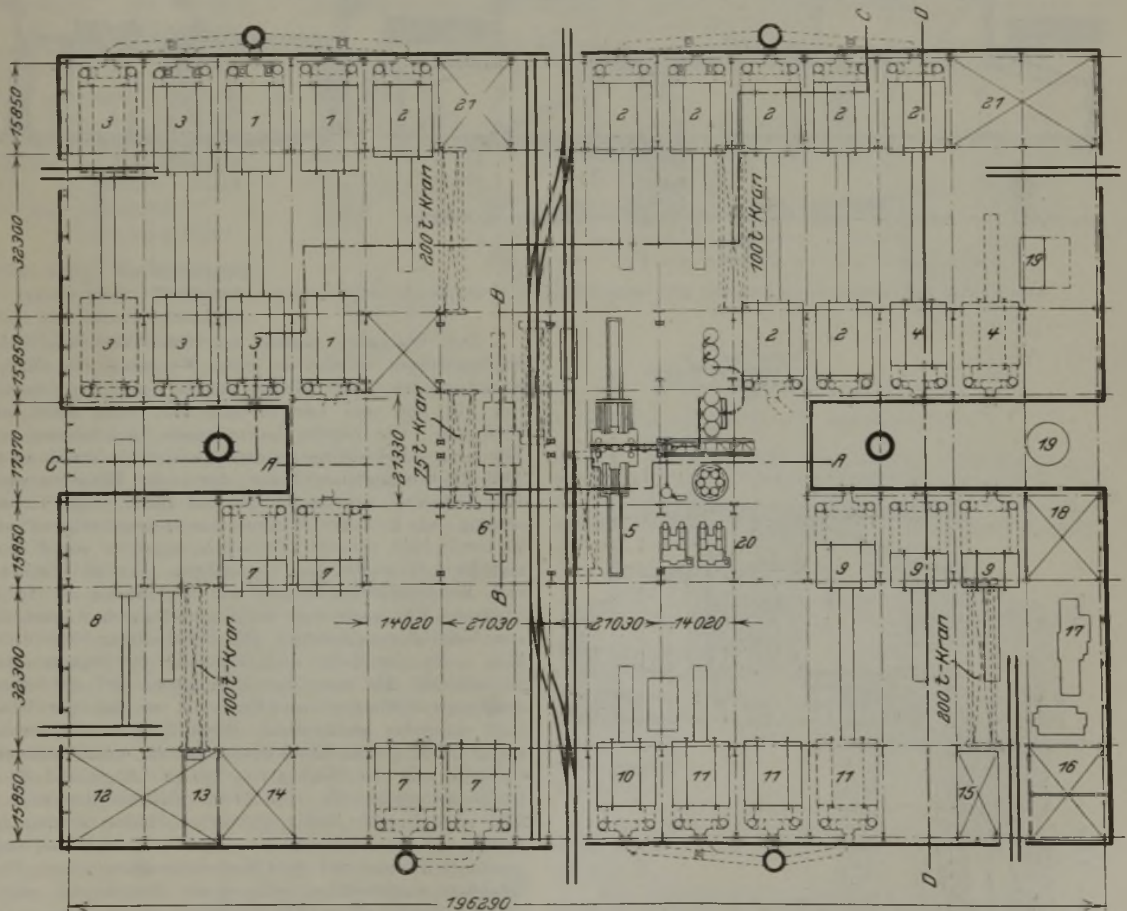 C D
3 3 1 1 2 21 2 2 2 2 2 21
15850
200 t-Kran 100 t-Kran
32300
19
B
3 3 3 1 2 2 4 4
15850
75 t-Kran
17370
21330
C A A 19
6 5 20
18
15850
7 7 9 9 9
B
8 14020 21030 21030 14020 17
100 t-Kran 200 t-Kran
32300
12 13 14 7 7 10 11 11 11 15 16
15850
D
196290